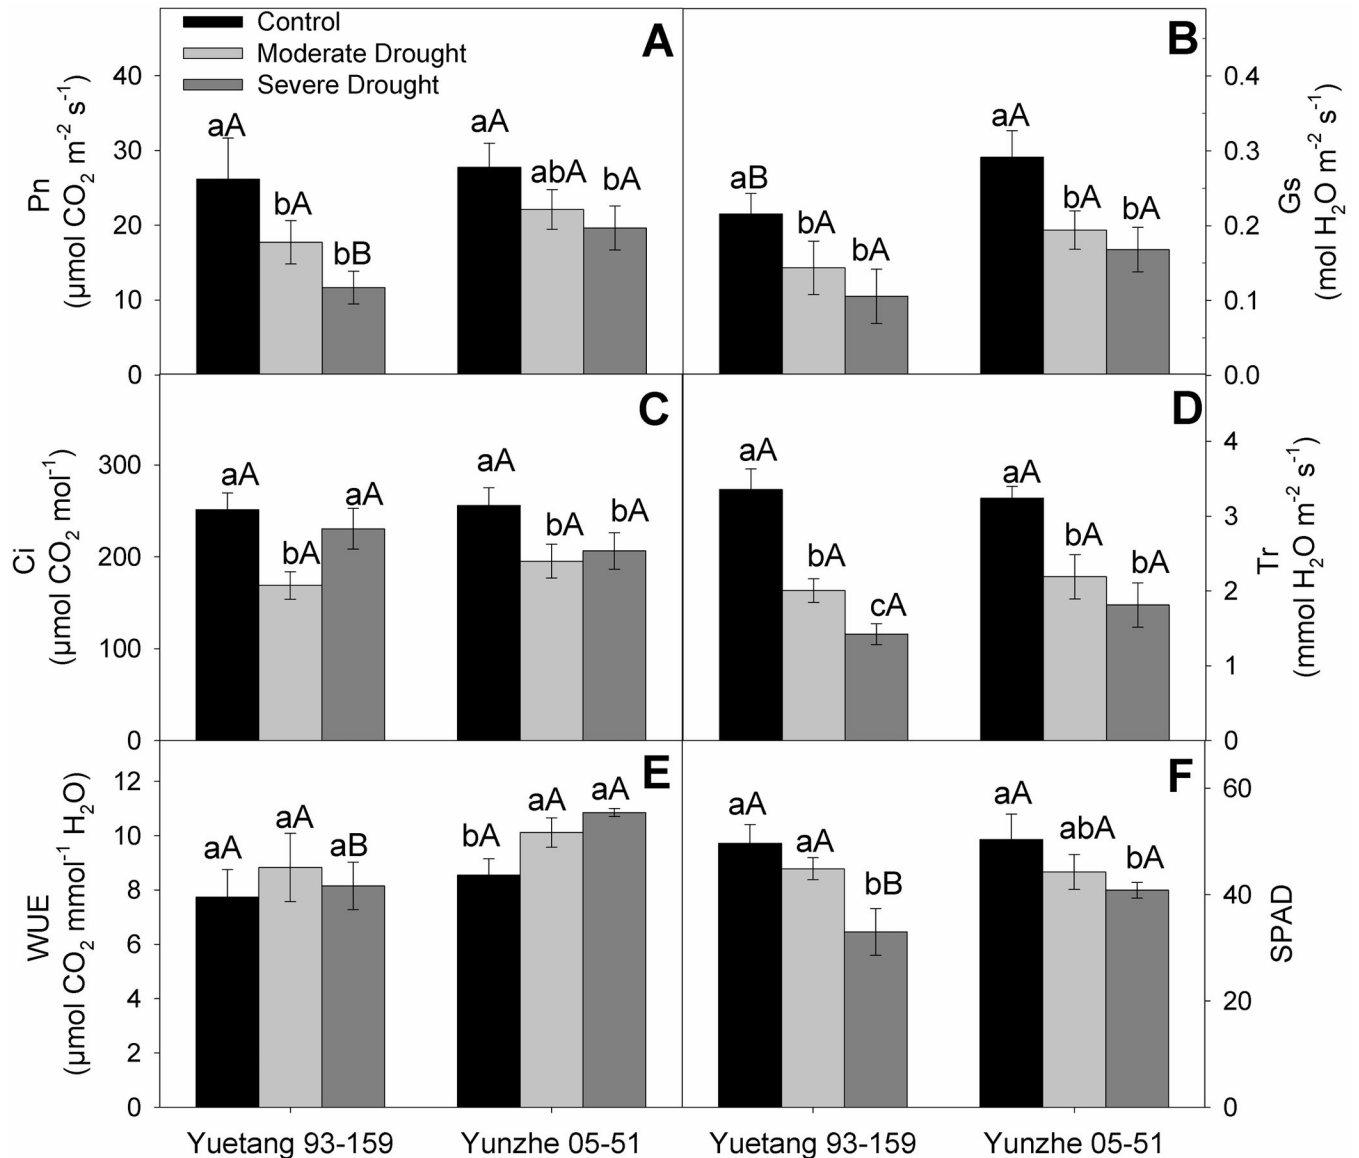 Control
Moderate Drought
Severe Drought
A
40
30
20
10
0
Pn
(µmol CO₂ m⁻² s⁻¹)
aA
bA
bB
aA
abA
bA
B
0.4
0.3
0.2
0.1
0.0
Gs
(mol H₂O m⁻² s⁻¹)
aB
bA
bA
aA
bA
bA
C
300
200
100
0
Ci
(µmol CO₂ mol⁻¹)
aA
bA
aA
aA
bA
bA
D
4
3
2
1
0
Tr
(mmol H₂O m⁻² s⁻¹)
aA
bA
cA
aA
bA
bA
E
12
10
8
6
4
2
0
WUE
(µmol CO₂ mmol⁻¹ H₂O)
aA
aA
aB
bA
aA
aA
F
60
40
20
0
SPAD
aA
aA
bB
aA
abA
bA
Yuetang 93-159
Yunzhe 05-51
Yuetang 93-159
Yunzhe 05-51